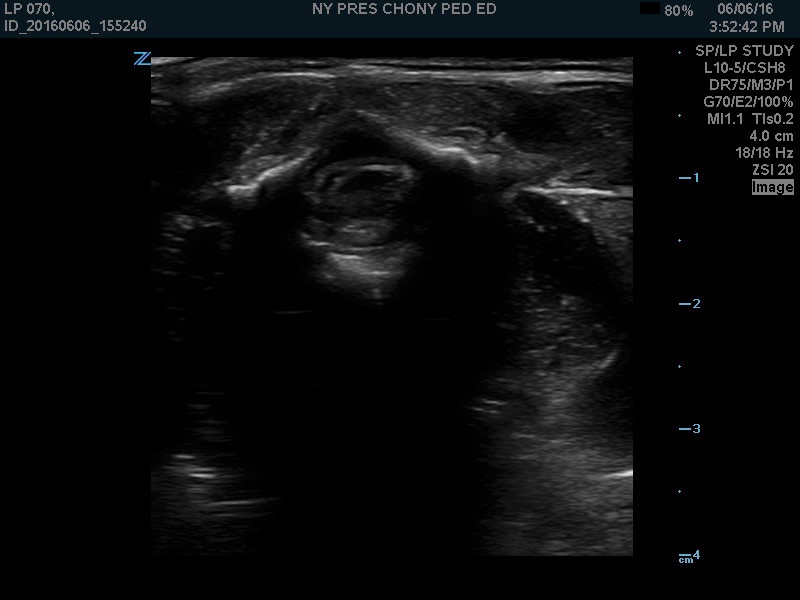 LP 070, NY PRES CHONY PED ED 80% 06/06/16
ID_20160606_155240 3:52:42 PM
Z
SP/LP STUDY
L10-5/CSH8
DR75/M3/P1
G70/E2/100%
MI1.1 TIs0.2
4.0 cm
18/18 Hz
ZSI 20
Image
1
2
3
4
cm